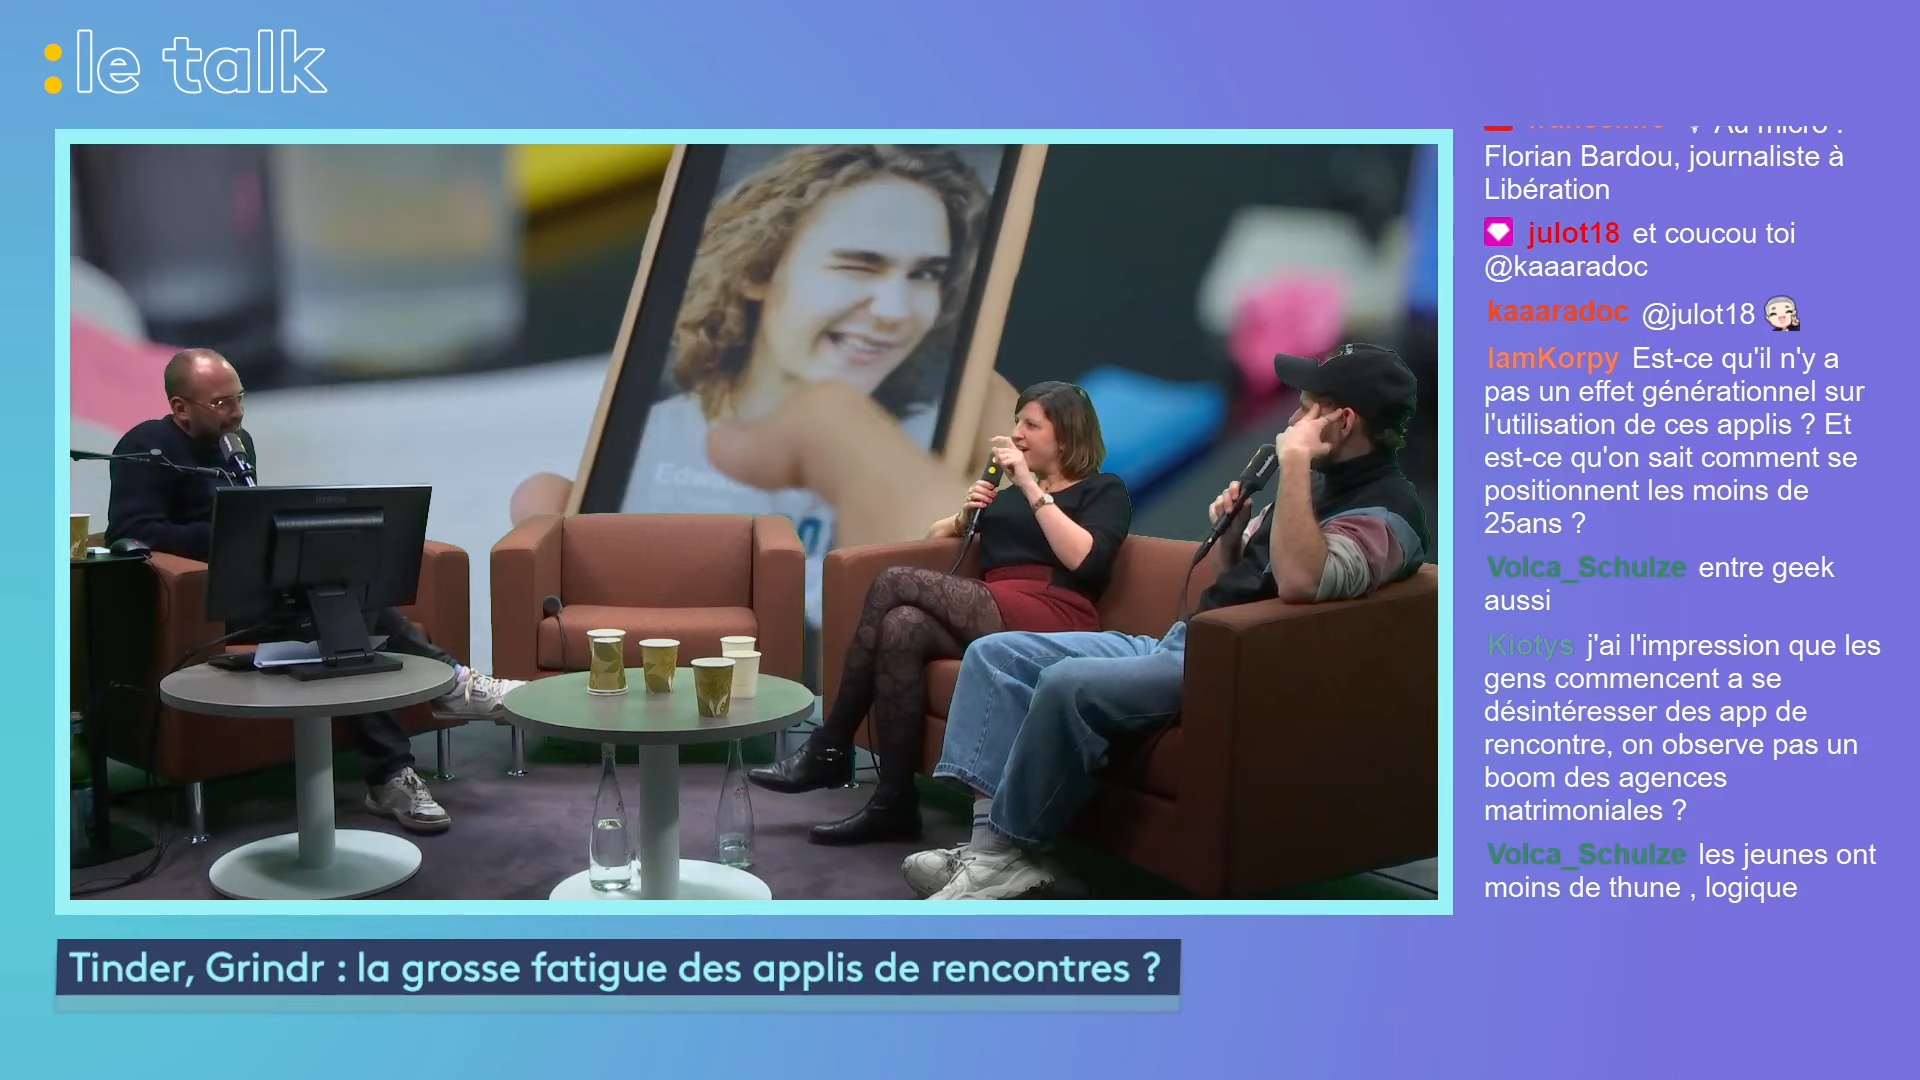 :le talk
Au micro :
Florian Bardou, journaliste à
Libération
julot18 et coucou toi
@kaaaradoc
kaaaradoc @julot18
IamKorpy Est-ce qu'il n'y a
pas un effet générationnel sur
l'utilisation de ces applis ? Et
est-ce qu'on sait comment se
positionnent les moins de
25ans ?
Volca_Schulze entre geek
aussi
Kiotys j'ai l'impression que les
gens commencent a se
désintéresser des app de
rencontre, on observe pas un
boom des agences
matrimoniales ?
Volca_Schulze les jeunes ont
moins de thune , logique
Tinder, Grindr : la grosse fatigue des applis de rencontres ?